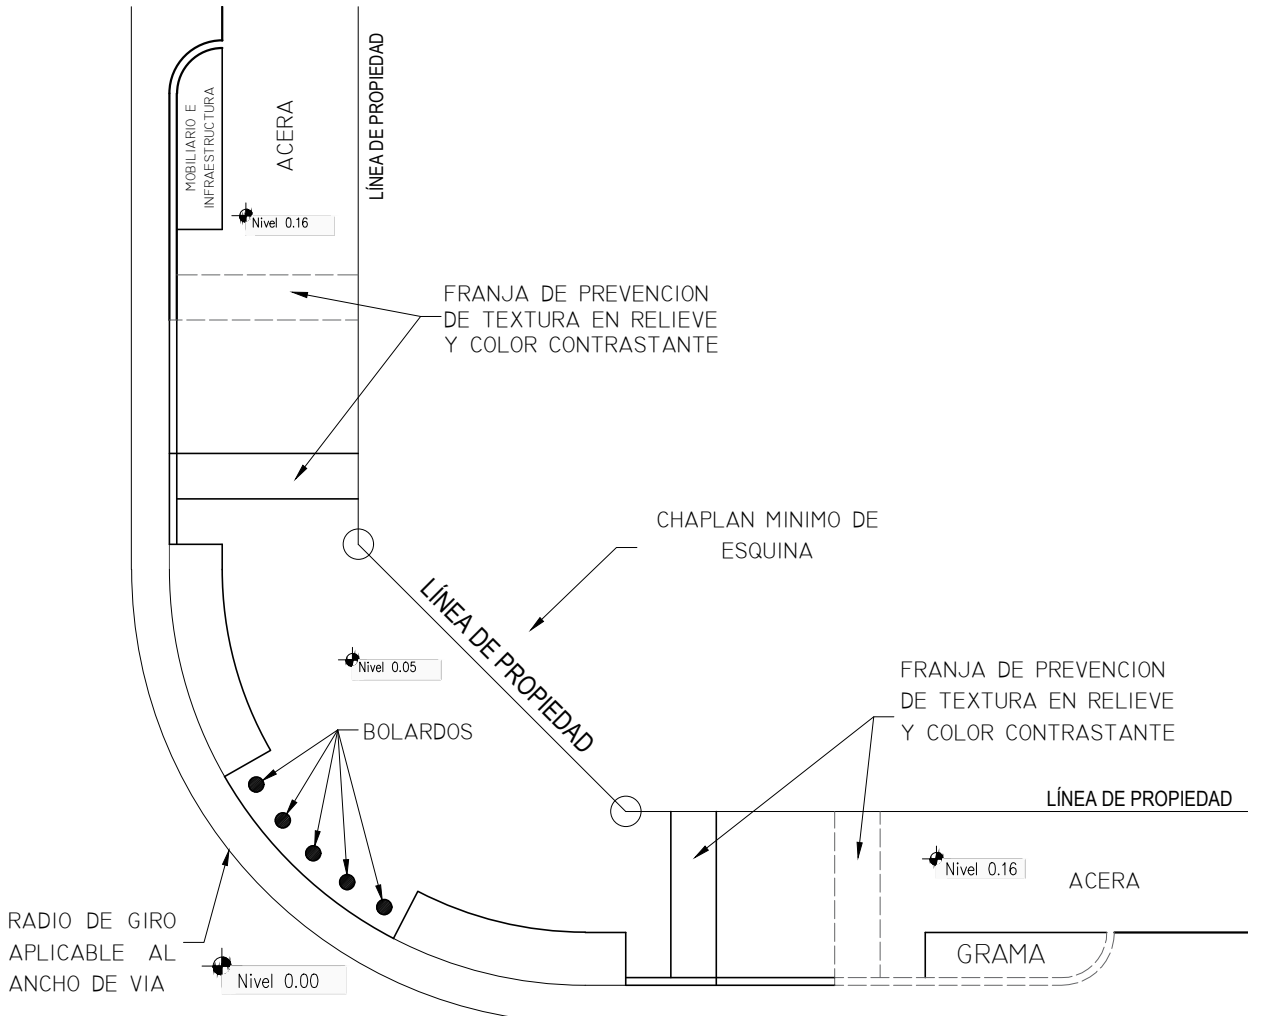 LÍNEA DE PROPIEDAD
MOBILIARIO E
INFRAESTRUCTURA
ACERA
Nivel 0.16
FRANJA DE PREVENCION
DE TEXTURA EN RELIEVE
Y COLOR CONTRASTANTE
CHAPLAN MINIMO DE
ESQUINA
LÍNEA DE PROPIEDAD
Nivel 0.05
BOLARDOS
FRANJA DE PREVENCION
DE TEXTURA EN RELIEVE
Y COLOR CONTRASTANTE
LÍNEA DE PROPIEDAD
Nivel 0.16
ACERA
GRAMA
RADIO DE GIRO
APLICABLE AL
ANCHO DE VIA
Nivel 0.00